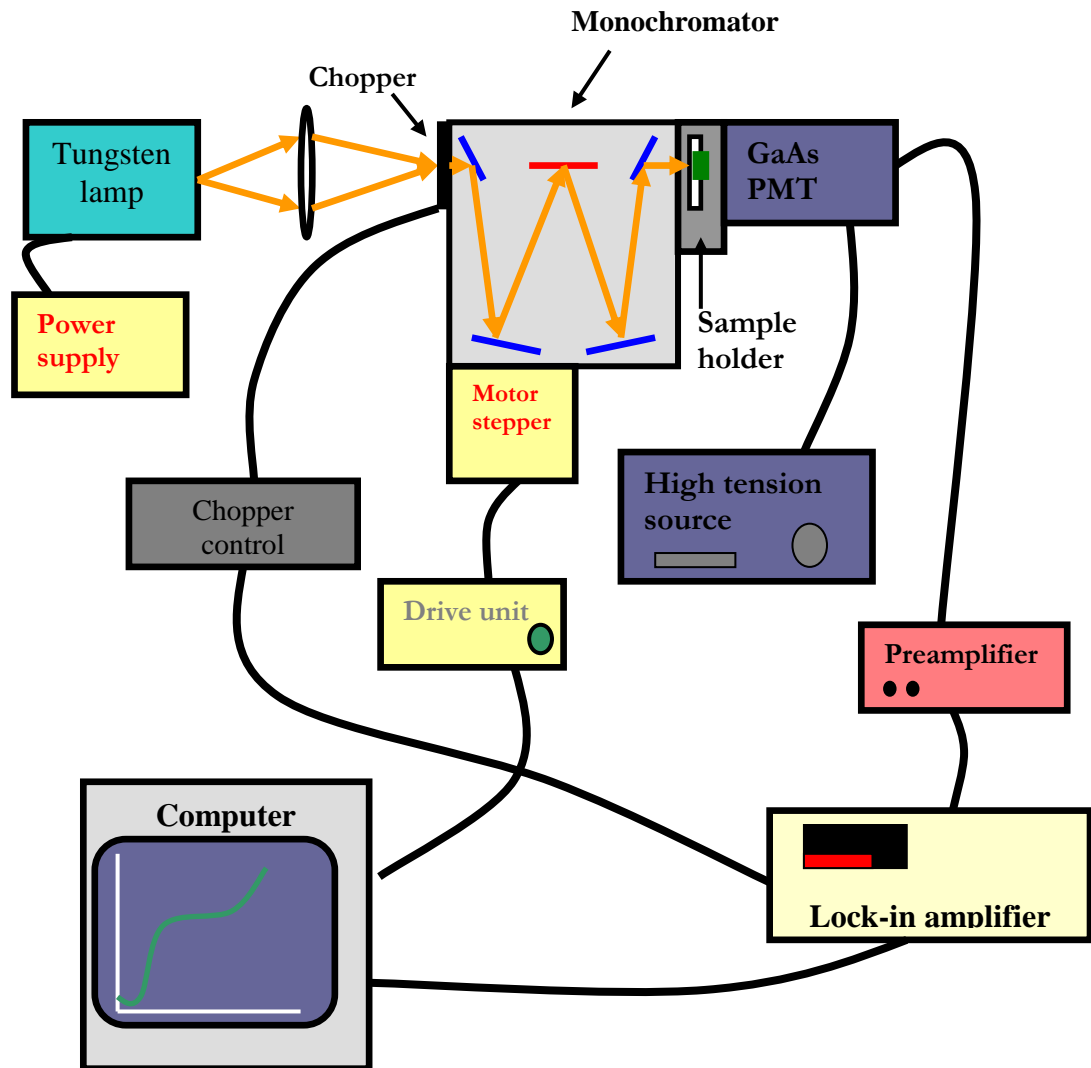 Monochromator
Chopper
Tungsten
lamp
GaAs
PMT
Power
supply
Sample
holder
Motor
stepper
High tension
source
Chopper
control
Drive unit
Preamplifier
Computer
Lock-in amplifier